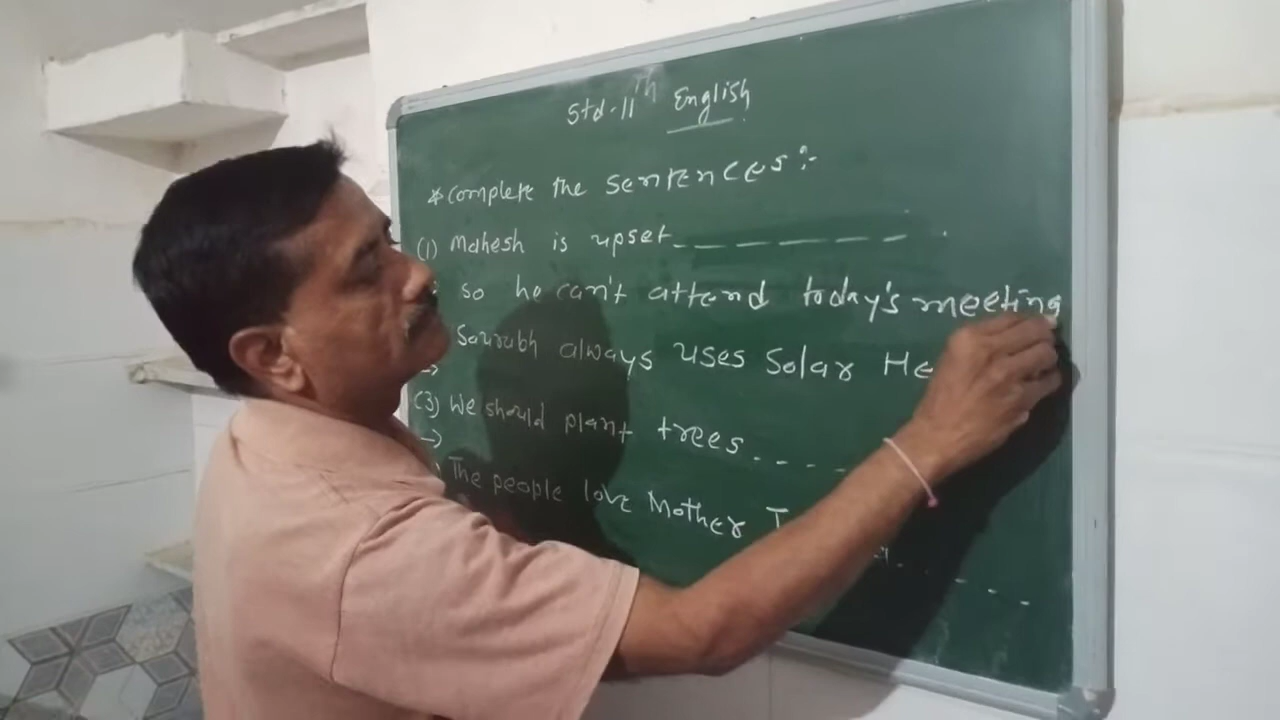 Std-11th English
* complete the sentences :-
(1) Mahesh is upset _ _ _ _ _ _ .
so he can't attend today's meeting
Saurabh always uses Solar He
→
(3) We should plant trees - - - -
→
The people love Mother T - - - -